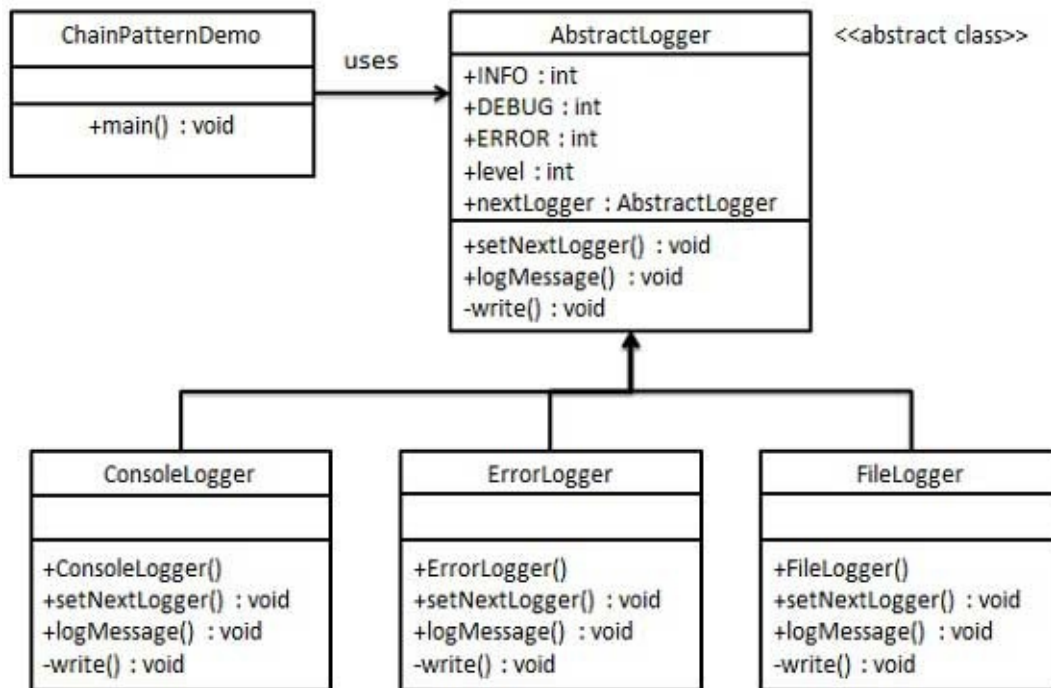 ChainPatternDemo
+main() : void
uses
AbstractLogger
+INFO : int
+DEBUG : int
+ERROR : int
+level : int
+nextLogger : AbstractLogger
+setNextLogger() : void
+logMessage() : void
-write() : void
<<abstract class>>
ConsoleLogger
+ConsoleLogger()
+setNextLogger() : void
+logMessage() : void
-write() : void
ErrorLogger
+ErrorLogger()
+setNextLogger() : void
+logMessage() : void
-write() : void
FileLogger
+FileLogger()
+setNextLogger() : void
+logMessage() : void
-write() : void